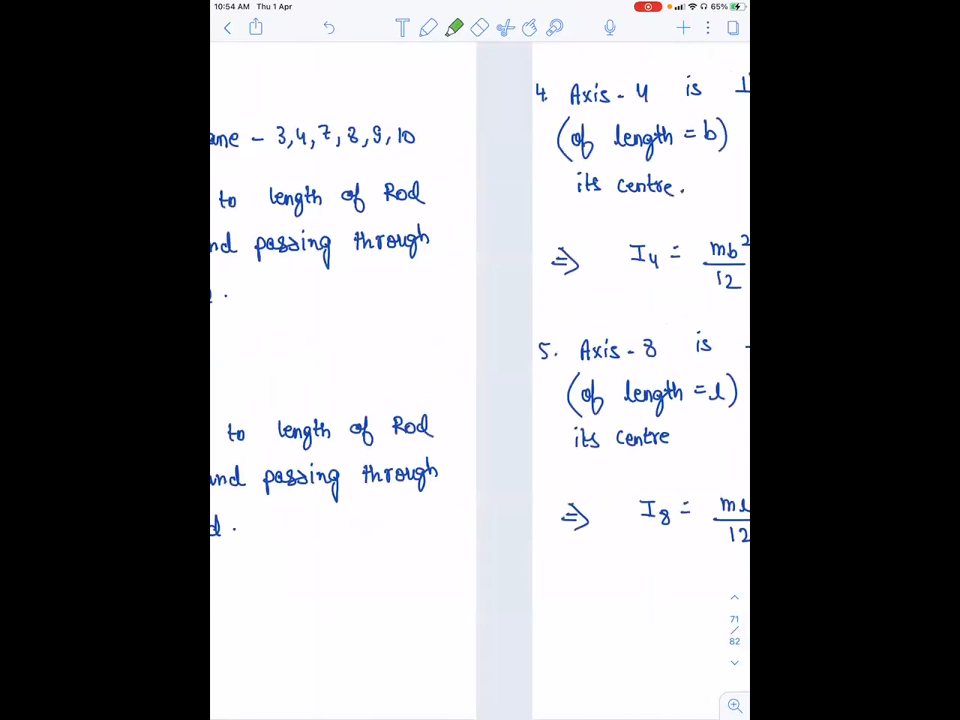 10:54 AM Thu 1 Apr
65%
ane - 3,4,7,8,9,10
to length of Rod
nd passing through
to length of Rod
and passing through
d.
4. Axis - 4 is
(of length = b)
its centre.
⇒ I₄ = mb²/12
5. Axis - 8 is
(of length = l)
its centre
⇒ I₈ = ml/12
71
/
82